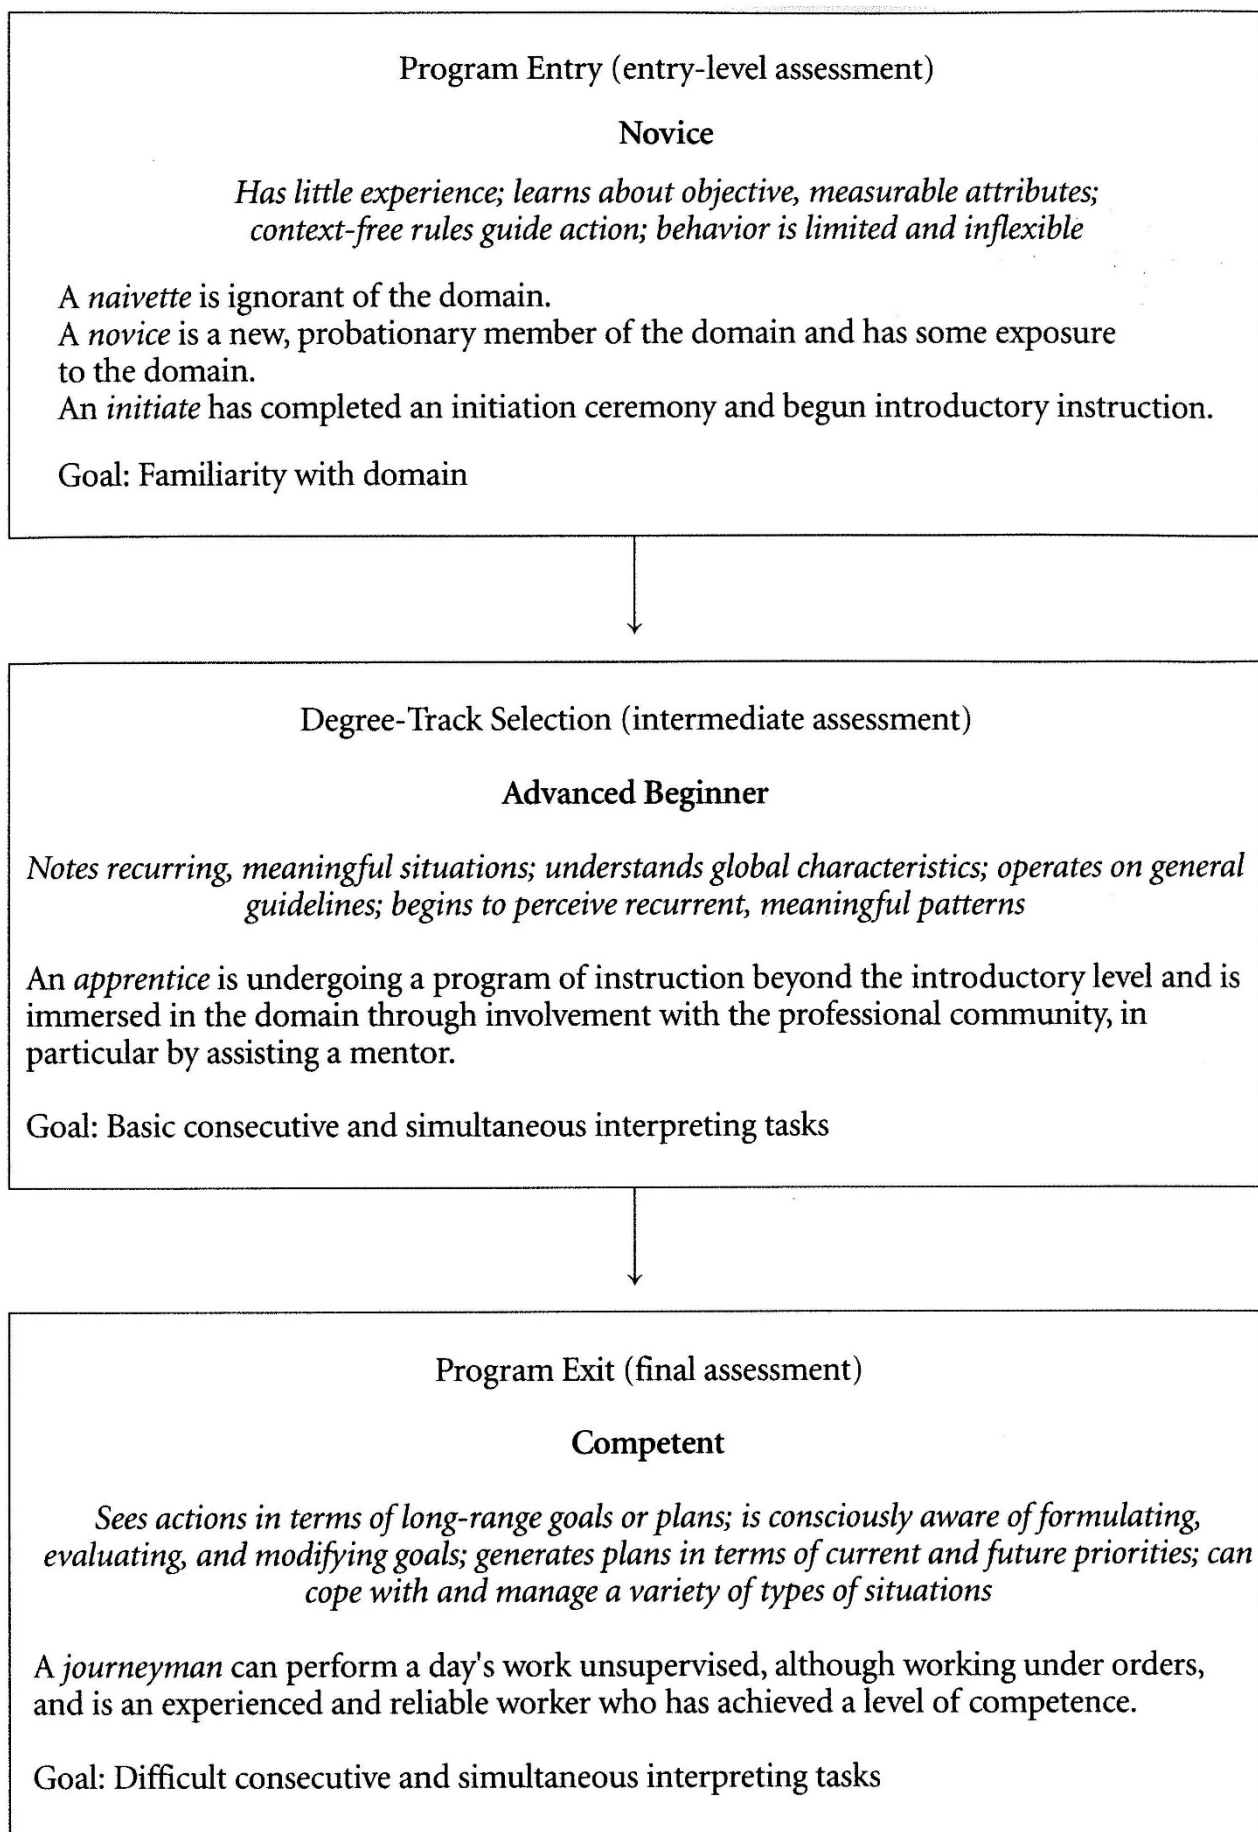 Program Entry (entry-level assessment)
Novice
Has little experience; learns about objective, measurable attributes;
context-free rules guide action; behavior is limited and inflexible
A naivette is ignorant of the domain.
A novice is a new, probationary member of the domain and has some exposure
to the domain.
An initiate has completed an initiation ceremony and begun introductory instruction.
Goal: Familiarity with domain
Degree-Track Selection (intermediate assessment)
Advanced Beginner
Notes recurring, meaningful situations; understands global characteristics; operates on general
guidelines; begins to perceive recurrent, meaningful patterns
An apprentice is undergoing a program of instruction beyond the introductory level and is
immersed in the domain through involvement with the professional community, in
particular by assisting a mentor.
Goal: Basic consecutive and simultaneous interpreting tasks
Program Exit (final assessment)
Competent
Sees actions in terms of long-range goals or plans; is consciously aware of formulating,
evaluating, and modifying goals; generates plans in terms of current and future priorities; can
cope with and manage a variety of types of situations
A journeyman can perform a day's work unsupervised, although working under orders,
and is an experienced and reliable worker who has achieved a level of competence.
Goal: Difficult consecutive and simultaneous interpreting tasks